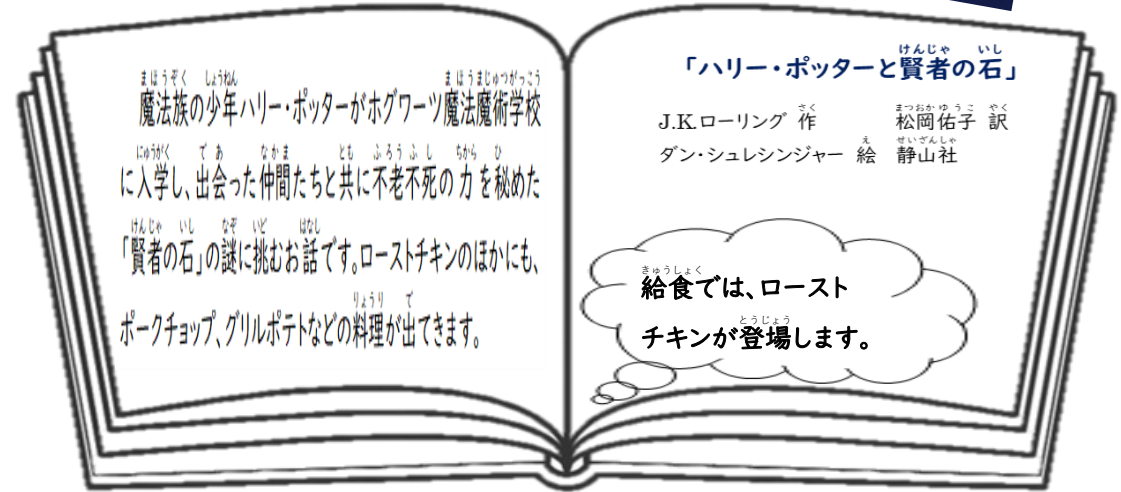 魔法族の少年ハリー・ポッターがホグワーツ魔法魔術学校
に入学し、出会った仲間たちと共に不老不死の力を秘めた
「賢者の石」の謎に挑むお話です。ローストチキンのほかにも、
ポークチョップ、グリルポテトなどの料理が出てきます。
「ハリー・ポッターと賢者の石」
J.K.ローリング 作 松岡佑子 訳
ダン・シュレシンジャー 絵 静山社
給食では、ロースト
チキンが登場します。